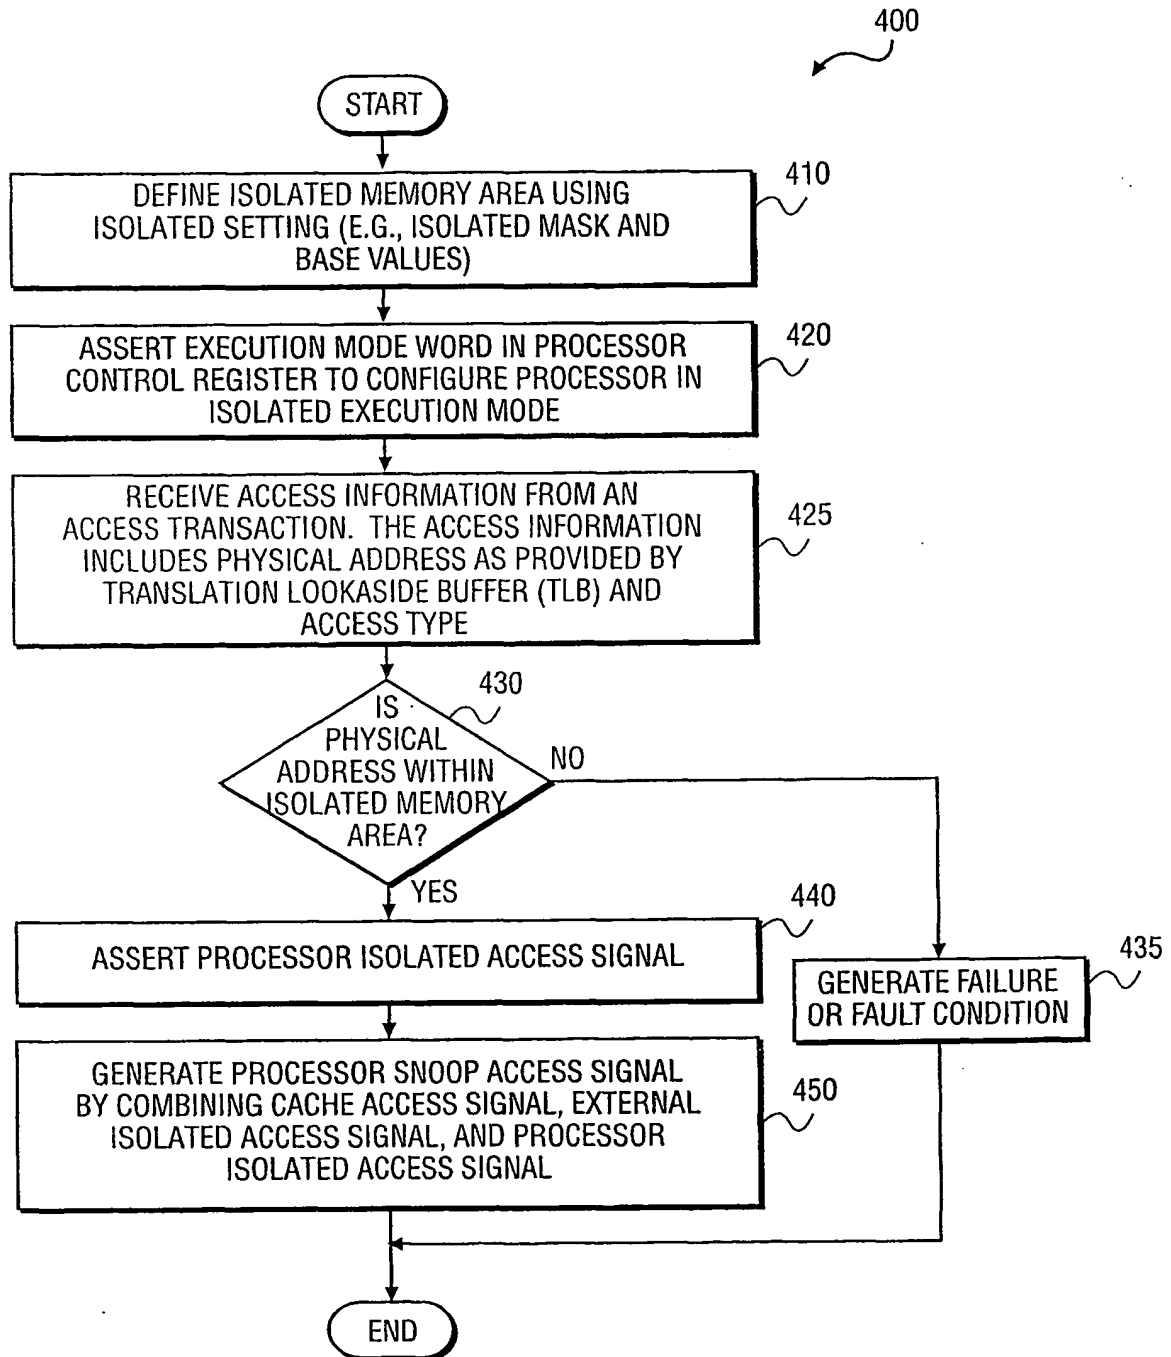 400
START
410
DEFINE ISOLATED MEMORY AREA USING
ISOLATED SETTING (E.G., ISOLATED MASK AND
BASE VALUES)
420
ASSERT EXECUTION MODE WORD IN PROCESSOR
CONTROL REGISTER TO CONFIGURE PROCESSOR IN
ISOLATED EXECUTION MODE
425
RECEIVE ACCESS INFORMATION FROM AN
ACCESS TRANSACTION. THE ACCESS INFORMATION
INCLUDES PHYSICAL ADDRESS AS PROVIDED BY
TRANSLATION LOOKASIDE BUFFER (TLB) AND
ACCESS TYPE
430
IS
PHYSICAL
ADDRESS WITHIN
ISOLATED MEMORY
AREA?
NO
YES
440
ASSERT PROCESSOR ISOLATED ACCESS SIGNAL
435
GENERATE FAILURE
OR FAULT CONDITION
450
GENERATE PROCESSOR SNOOP ACCESS SIGNAL
BY COMBINING CACHE ACCESS SIGNAL, EXTERNAL
ISOLATED ACCESS SIGNAL, AND PROCESSOR
ISOLATED ACCESS SIGNAL
END